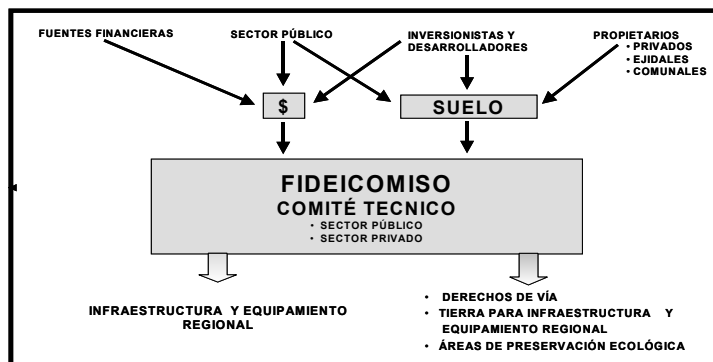 FUENTES FINANCIERAS
SECTOR PÚBLICO
INVERSIONISTAS Y
DESARROLLADORES
PROPIETARIOS
• PRIVADOS
• EJIDALES
• COMUNALES
$
SUELO
FIDEICOMISO
COMITÉ TECNICO
• SECTOR PÚBLICO
• SECTOR PRIVADO
INFRAESTRUCTURA Y EQUIPAMIENTO
REGIONAL
• DERECHOS DE VÍA
• TIERRA PARA INFRAESTRUCTURA Y
EQUIPAMIENTO REGIONAL
• ÁREAS DE PRESERVACIÓN ECOLÓGICA